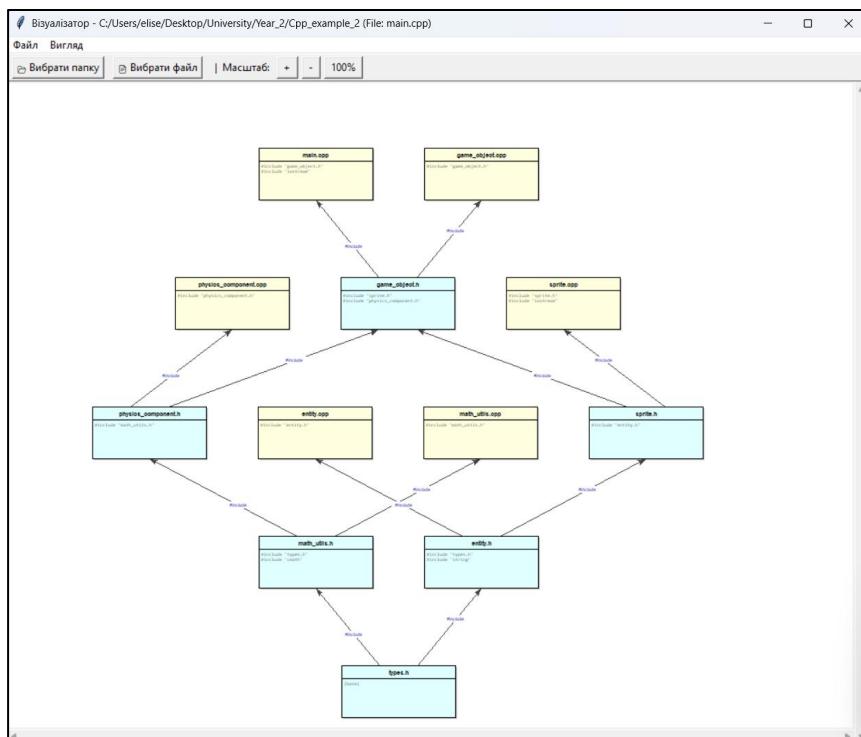 Візуалізатор - C:/Users/elise/Desktop/University/Year_2/Cpp_example_2 (File: main.cpp)
Файл Вигляд
Вибрати папку Вибрати файл | Масштаб: + - 100%
main.cpp
#include "game_object.h"
#include "iostream"
game_object.cpp
#include "game_object.h"
#include
#include
physics_component.cpp
#include "physics_component.h"
game_object.h
#include "sprite.h"
#include "physics_component.h"
sprite.cpp
#include "sprite.h"
#include "iostream"
#include
#include
#include
#include
physics_component.h
#include "math_utils.h"
entity.cpp
#include "entity.h"
math_utils.cpp
#include "math_utils.h"
sprite.h
#include "entity.h"
#include
#include
#include
#include
math_utils.h
#include "types.h"
#include "cmath"
entity.h
#include "types.h"
#include "string"
#include
#include
types.h